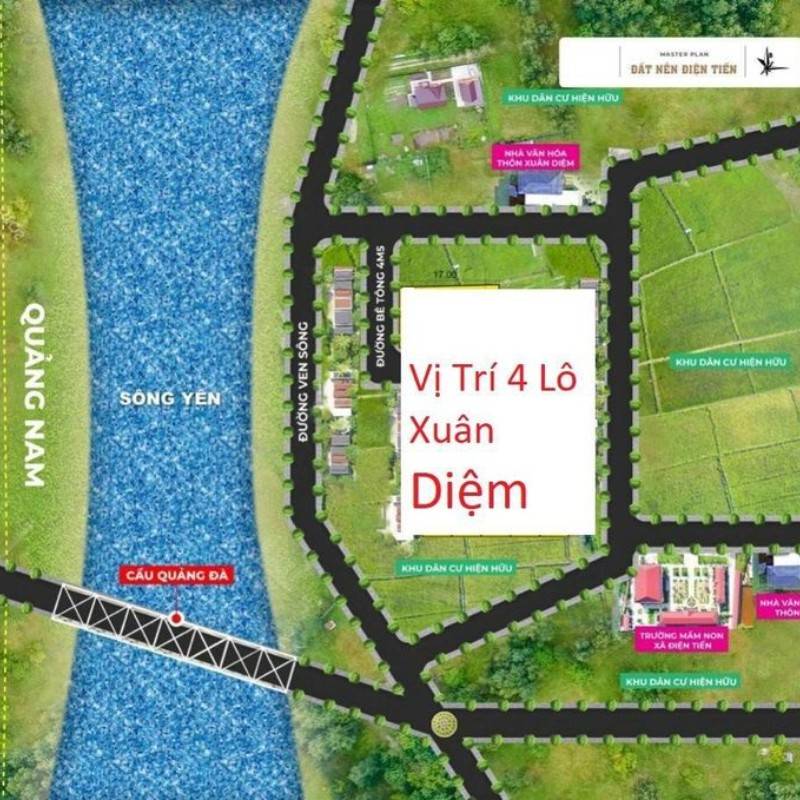 MASTER PLAN
ĐẤT NỀN ĐIỆN TIẾN
KHU DÂN CƯ HIỆN HỮU
NHÀ VĂN HÓA
THÔN XUÂN DIỆM
ĐƯỜNG BÊ TÔNG 4M5
17.00
QUẢNG NAM
SÔNG YÊN
ĐƯỜNG VEN SÔNG
Vị Trí 4 Lô
Xuân
Diệm
KHU DÂN CƯ HIỆN HỮU
CẦU QUẢNG ĐÀ
KHU DÂN CƯ HIỆN HỮU
NHÀ VĂN
THÔN
TRƯỜNG MẦM NON
XÃ ĐIỆN TIẾN
KHU DÂN CƯ HIỆN HỮU